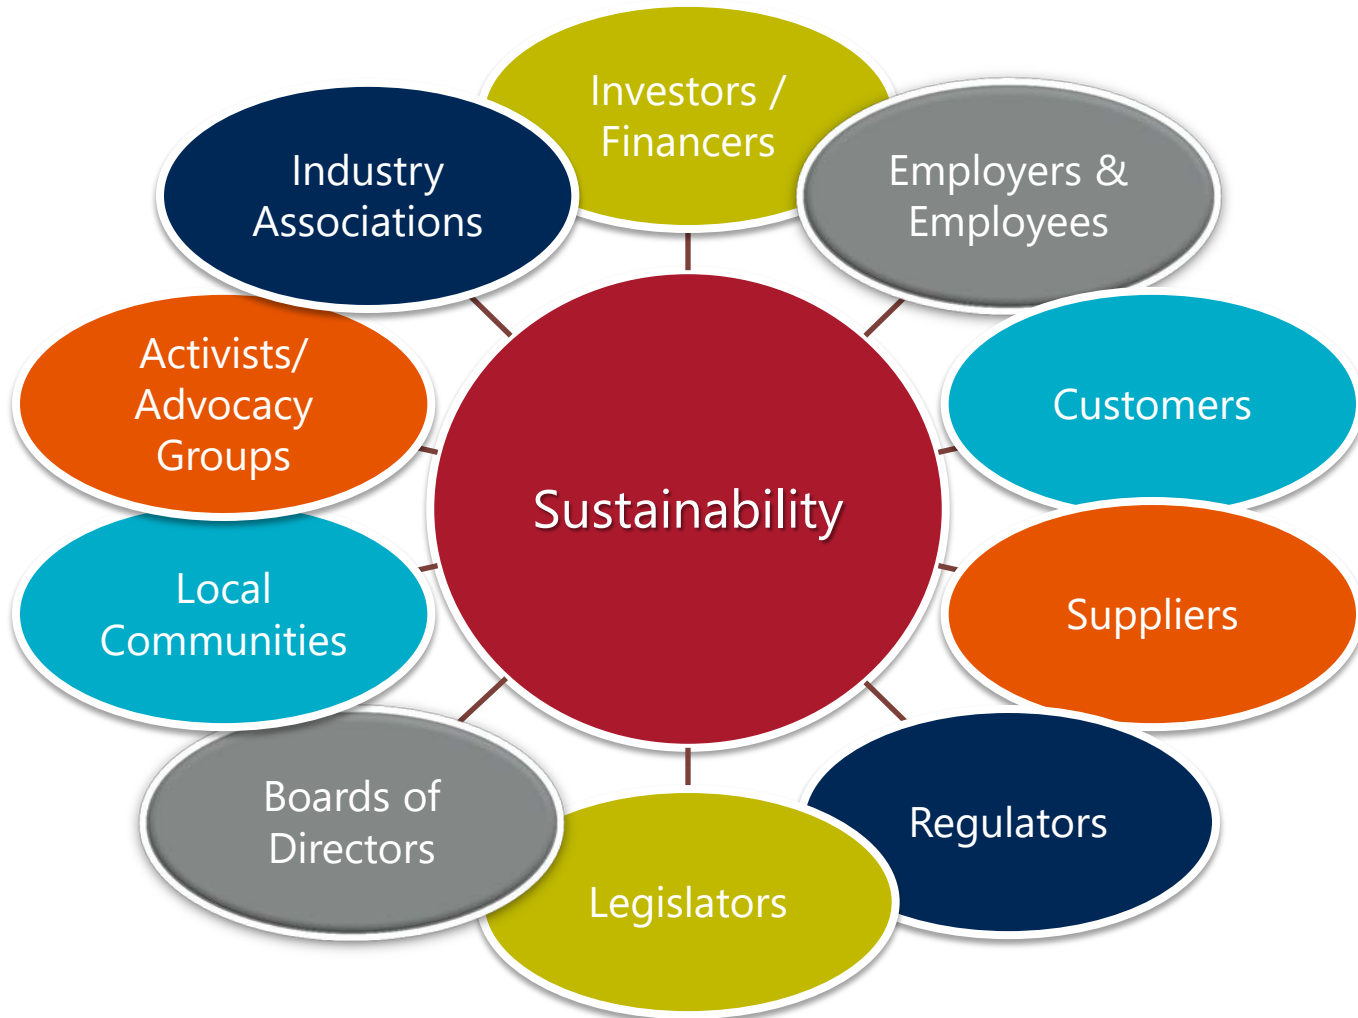 Investors /
Financers
Employers &
Employees
Customers
Suppliers
Regulators
Legislators
Boards of
Directors
Local
Communities
Activists/
Advocacy
Groups
Industry
Associations
Sustainability